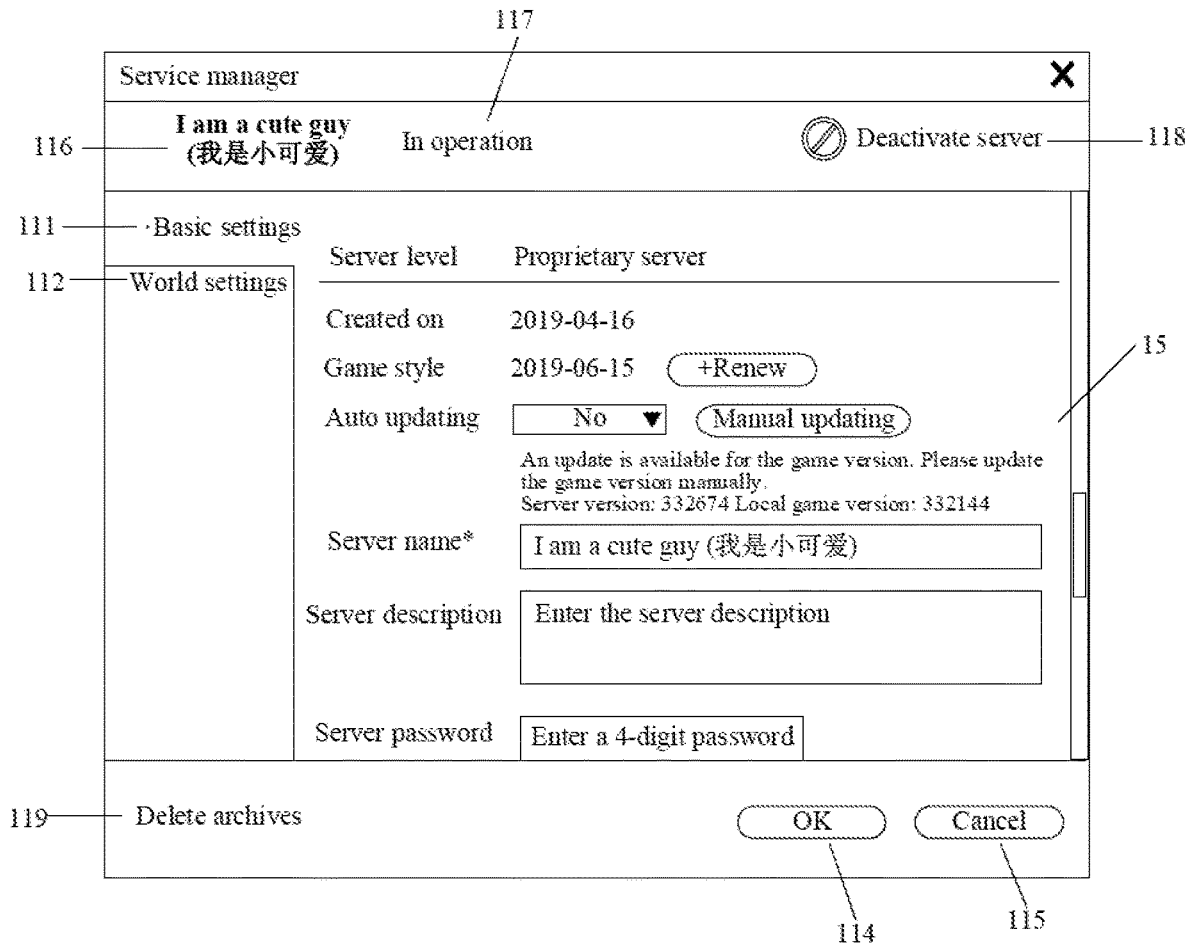 117
Service manager
116
I am a cute guy
(我是小可爱)
In operation
Deactivate server
118
111
Basic settings
112
World settings
Server level Proprietary server
Created on 2019-04-16
Game style 2019-06-15 +Renew
15
Auto updating No Manual updating
An update is available for the game version. Please update
the game version manually.
Server version: 332674 Local game version: 332144
Server name* I am a cute guy (我是小可爱)
Server description Enter the server description
Server password Enter a 4-digit password
119
Delete archives
OK
Cancel
114
115